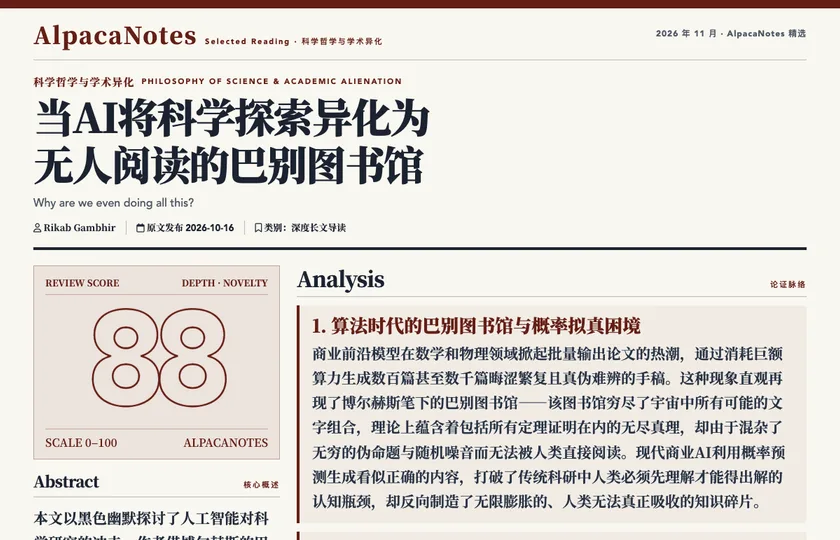 AlpacaNotes Selected Reading · 科学哲学与学术异化
2026 年 11 月 · AlpacaNotes 精选
科学哲学与学术异化 PHILOSOPHY OF SCIENCE & ACADEMIC ALIENATION
当AI将科学探索异化为
无人阅读的巴别图书馆
Why are we even doing all this?
Rikab Gambhir 原文发布 2026-10-16 类别：深度长文导读
REVIEW SCORE DEPTH · NOVELTY
88
SCALE 0–100 ALPACANOTES
Abstract 核心概述
本文以黑色幽默探讨了人工智能对科
Analysis 论证脉络
1. 算法时代的巴别图书馆与概率拟真困境
商业前沿模型在数学和物理领域掀起批量输出论文的热潮，通过消耗巨额
算力生成数百篇甚至数千篇晦涩繁复且真伪难辨的手稿。这种现象直观再
现了博尔赫斯笔下的巴别图书馆——该图书馆穷尽了宇宙中所有可能的文
字组合，理论上蕴含着包括所有定理证明在内的无尽真理，却由于混杂了
无穷的伪命题与随机噪音而无法被人类直接阅读。现代商业AI利用概率预
测生成看似正确的内容，打破了传统科研中人类必须先理解才能得出解的
认知瓶颈，却反向制造了无限膨胀的、人类无法真正吸收的知识碎片。